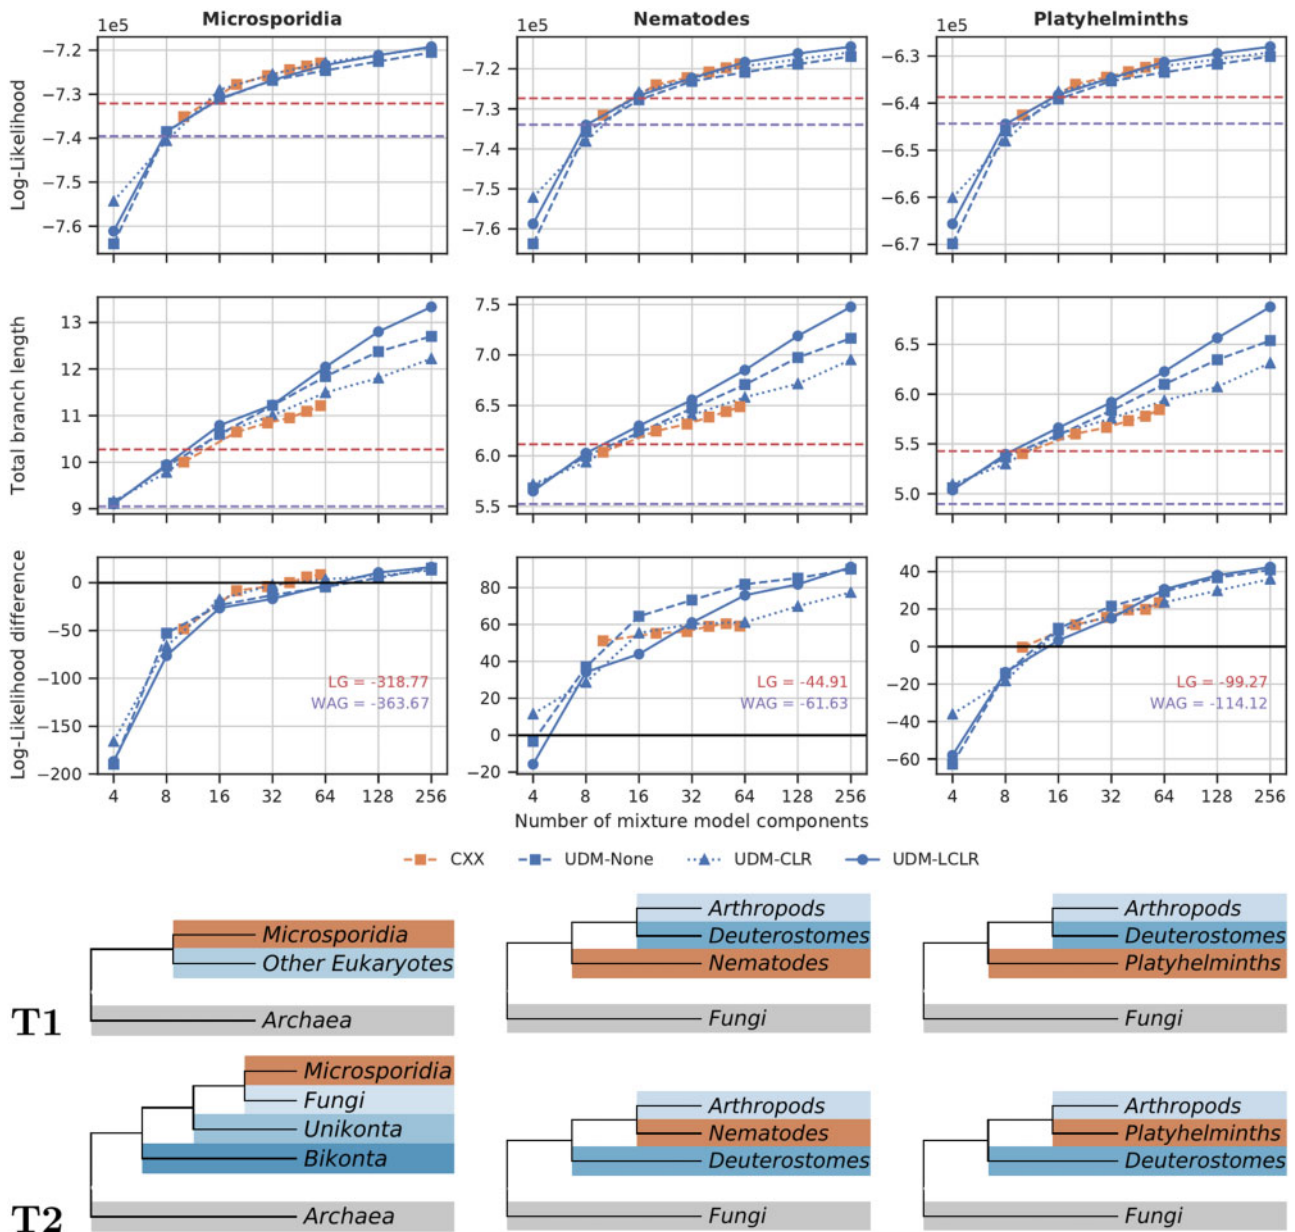 Microsporidia
Nematodes
Platyhelminths
1e5
1e5
1e5
Log-Likelihood
−7.72
−7.73
−7.74
−7.75
−7.6
−7.2
−7.73
−7.74
−7.75
−7.6
−6.3
−6.4
−6.65
−6.6
−6.7
Total branch length
13
12
11
10
9
7.5
7.0
6.5
6.0
5.5
6.5
6.0
5.5
5.0
Log-Likelihood difference
0
−50
−100
−150
−200
LG = -318.77
WAG = -363.67
80
60
40
20
0
−20
LG = -44.91
WAG = -61.63
40
20
0
−20
−40
−60
LG = -99.27
WAG = -114.12
4 8 16 32 64 128 256
4 8 16 32 64 128 256
4 8 16 32 64 128 256
Number of mixture model components
CXX UDM-None UDM-CLR UDM-LCLR
T1
Microsporidia
Other Eukaryotes
Archaea
Arthropods
Deuterostomes
Nematodes
Fungi
Arthropods
Deuterostomes
Platyhelminths
Fungi
T2
Microsporidia
Fungi
Unikonta
Bikonta
Archaea
Arthropods
Nematodes
Deuterostomes
Fungi
Arthropods
Platyhelminths
Deuterostomes
Fungi